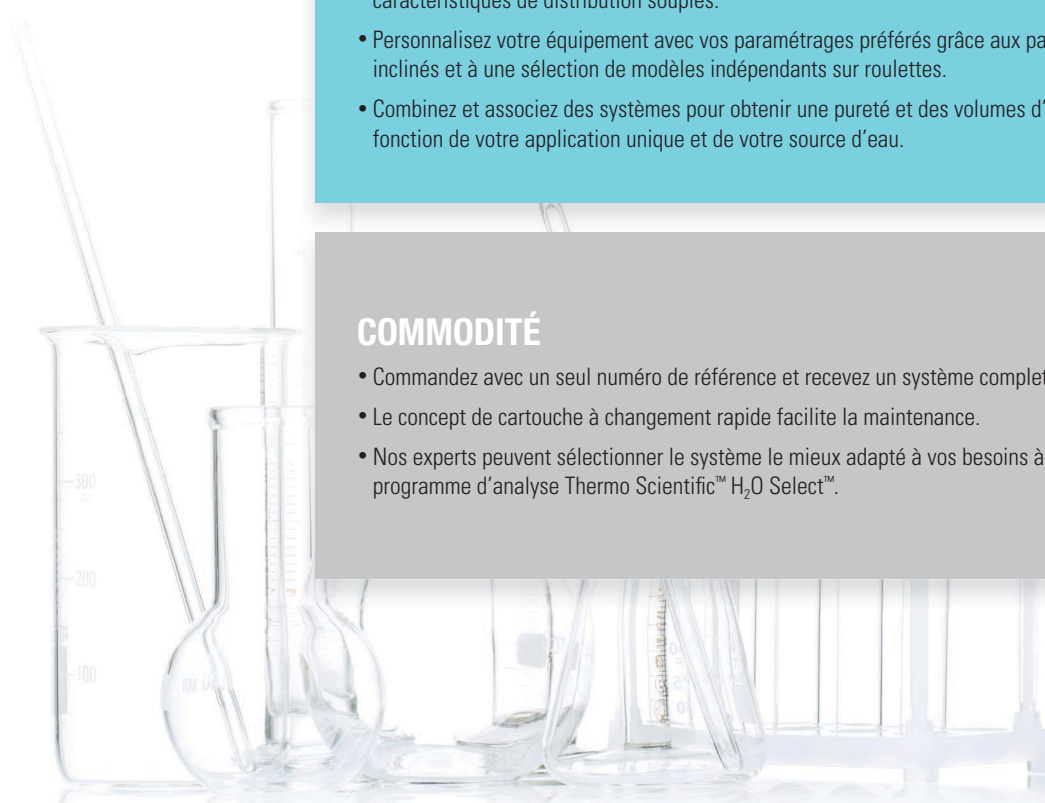 caractéristiques de distribution souples.
• Personnalisez votre équipement avec vos paramétrages préférés grâce aux
inclinés et à une sélection de modèles indépendants sur roulettes.
• Combinez et associez des systèmes pour obtenir une pureté et des volumes
fonction de votre application unique et de votre source d’eau.
COMMODITÉ
• Commandez avec un seul numéro de référence et recevez un système complet
• Le concept de cartouche à changement rapide facilite la maintenance.
• Nos experts peuvent sélectionner le système le mieux adapté à vos besoins à
programme d’analyse Thermo Scientific™ H₂O Select™.
300
200
100